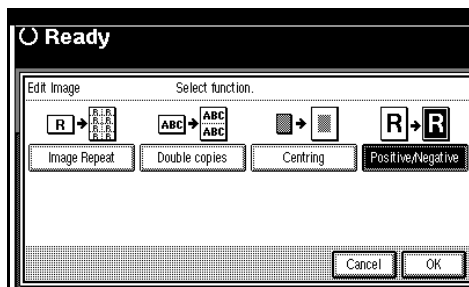 Ready
Edit Image Select function.
R R R R R R R R R
ABC ABC ABC
R R
Image Repeat Double copies Centring Positive/Negative
Cancel OK